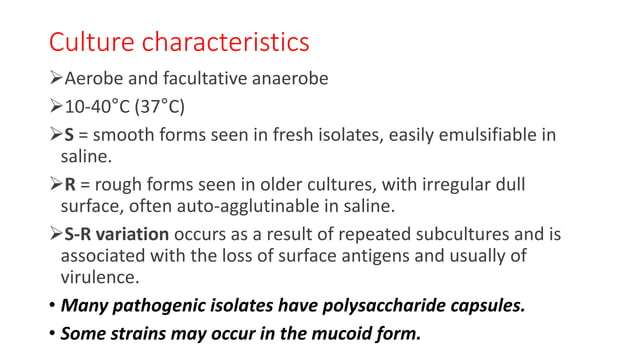 Culture characteristics
➢Aerobe and facultative anaerobe
➢10-40°C (37°C)
➢S = smooth forms seen in fresh isolates, easily emulsifiable in
saline.
➢R = rough forms seen in older cultures, with irregular dull
surface, often auto-agglutinable in saline.
➢S-R variation occurs as a result of repeated subcultures and is
associated with the loss of surface antigens and usually of
virulence.
• Many pathogenic isolates have polysaccharide capsules.
• Some strains may occur in the mucoid form.